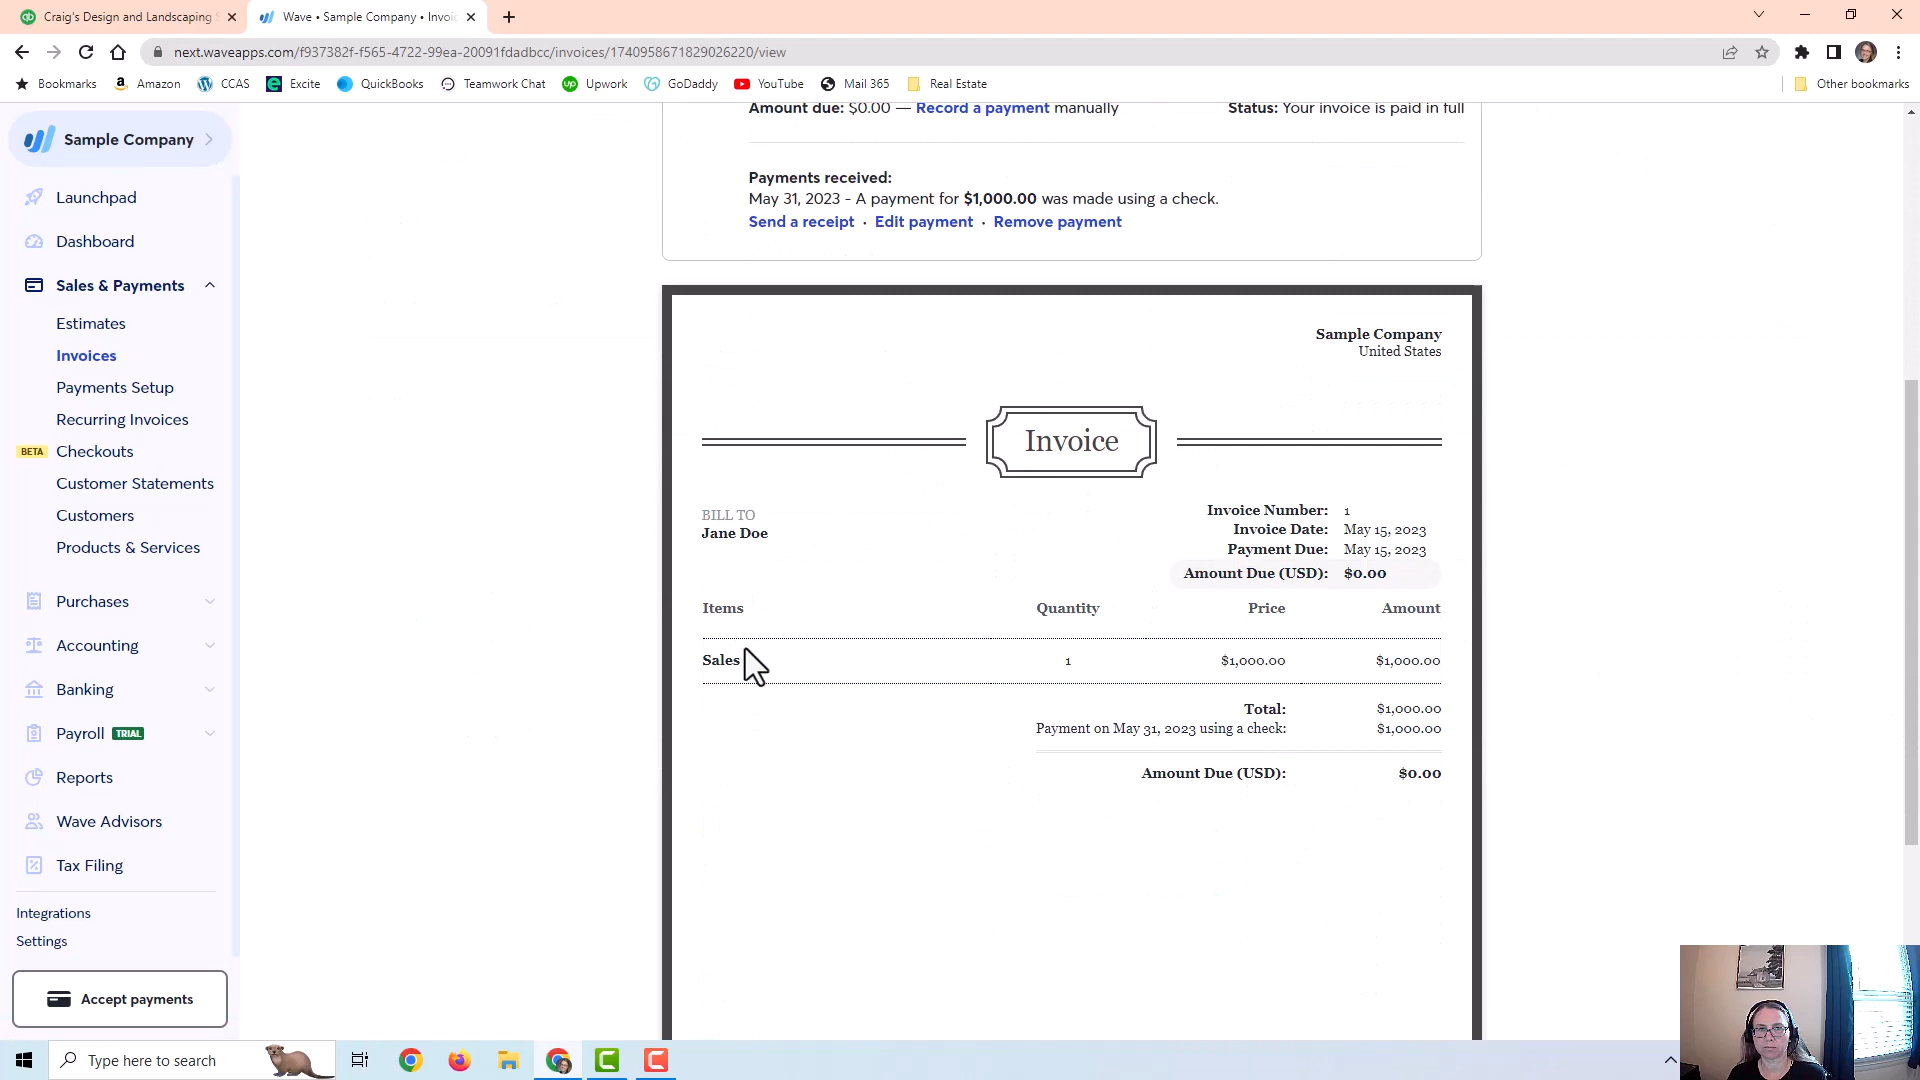 Craig's Design and Landscaping S
Wave • Sample Company • Invoic
next.waveapps.com/f937382f-f565-4722-99ea-20091fdadbcc/invoices/1740958671829026220/view
Bookmarks
Amazon
CCAS
Excite
QuickBooks
Teamwork Chat
Upwork
GoDaddy
YouTube
Mail 365
Real Estate
Other bookmarks
Sample Company
Launchpad
Dashboard
Sales & Payments
Estimates
Invoices
Payments Setup
Recurring Invoices
BETA Checkouts
Customer Statements
Customers
Products & Services
Purchases
Accounting
Banking
Payroll TRIAL
Reports
Wave Advisors
Tax Filing
Integrations
Settings
Accept payments
Amount due: $0.00 — Record a payment manually
Status: Your invoice is paid in full
Payments received:
May 31, 2023 - A payment for $1,000.00 was made using a check.
Send a receipt · Edit payment · Remove payment
Sample Company
United States
Invoice
BILL TO
Jane Doe
Invoice Number: 1
Invoice Date: May 15, 2023
Payment Due: May 15, 2023
Amount Due (USD): $0.00
Items Quantity Price Amount
Sales 1 $1,000.00 $1,000.00
Total: $1,000.00
Payment on May 31, 2023 using a check: $1,000.00
Amount Due (USD): $0.00
Type here to search